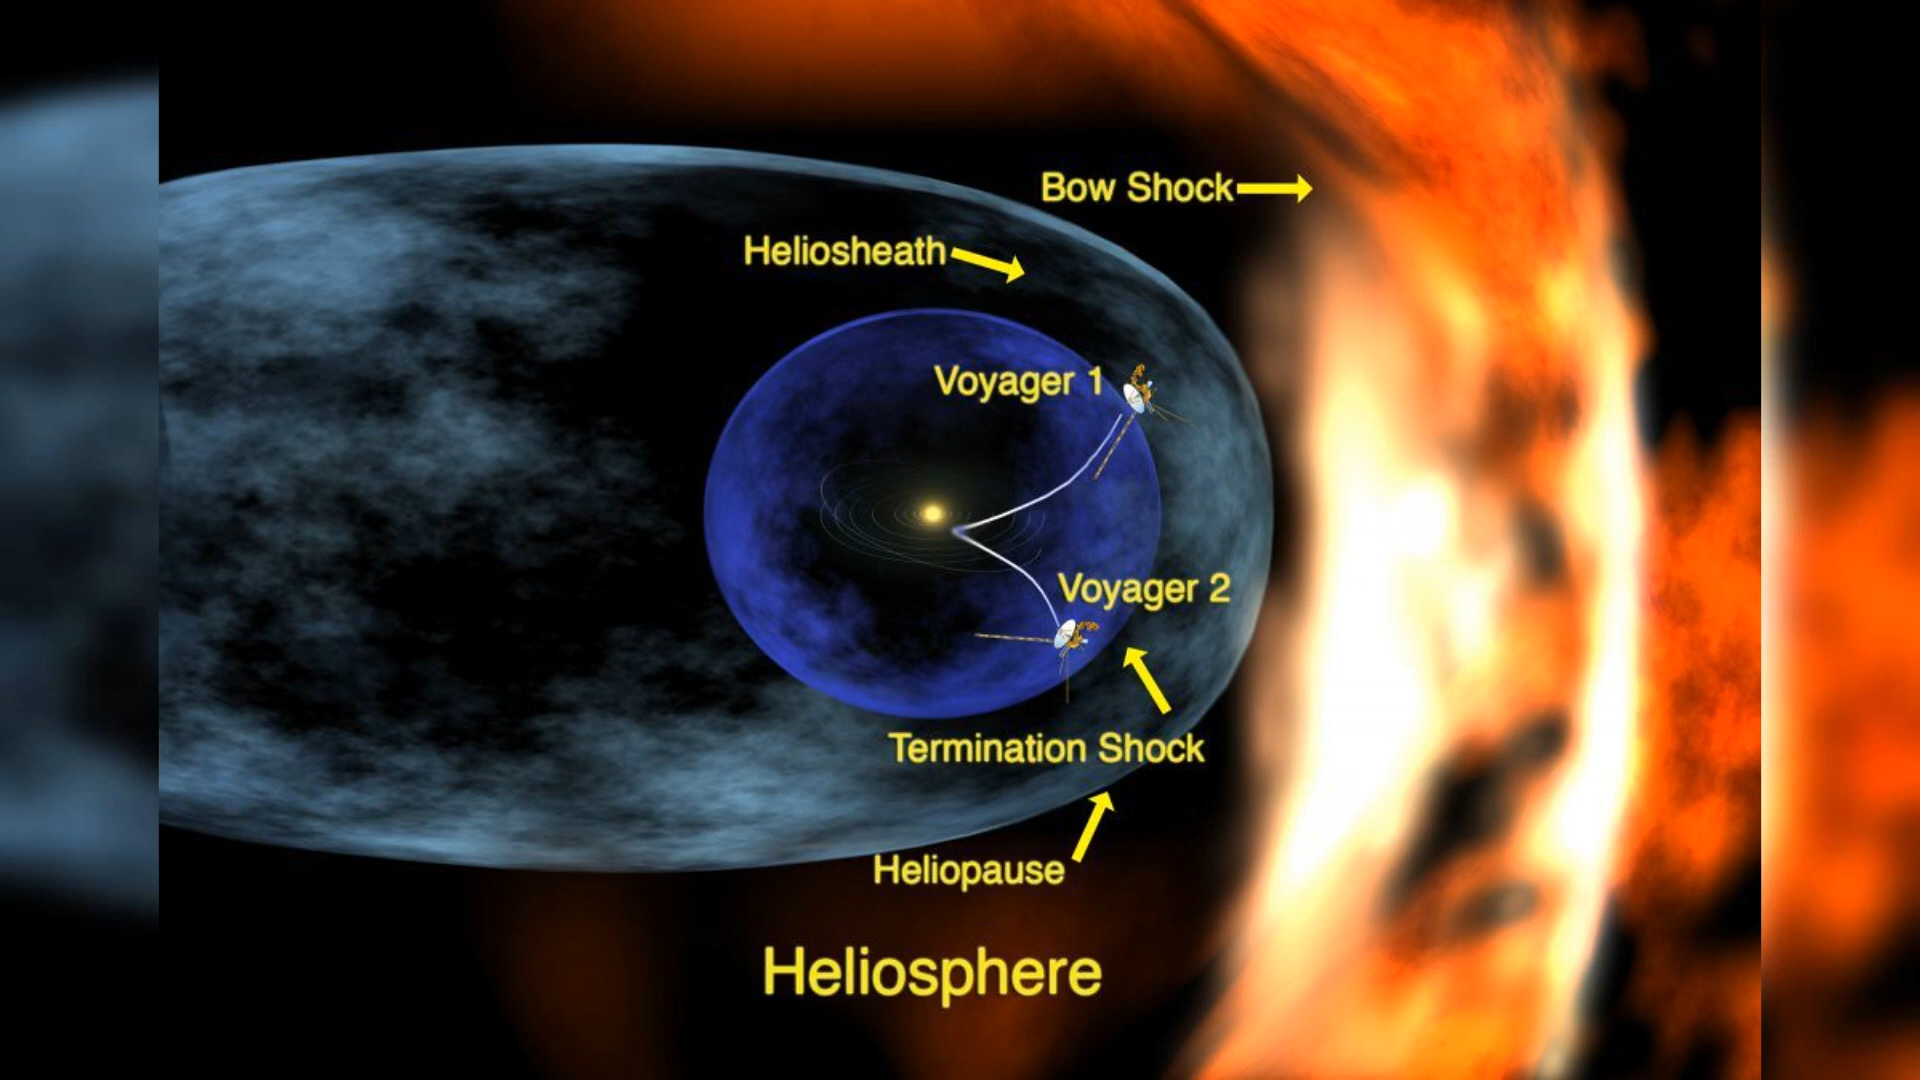 Bow Shock
Heliosheath
Voyager 1
Voyager 2
Termination Shock
Heliopause
Heliosphere